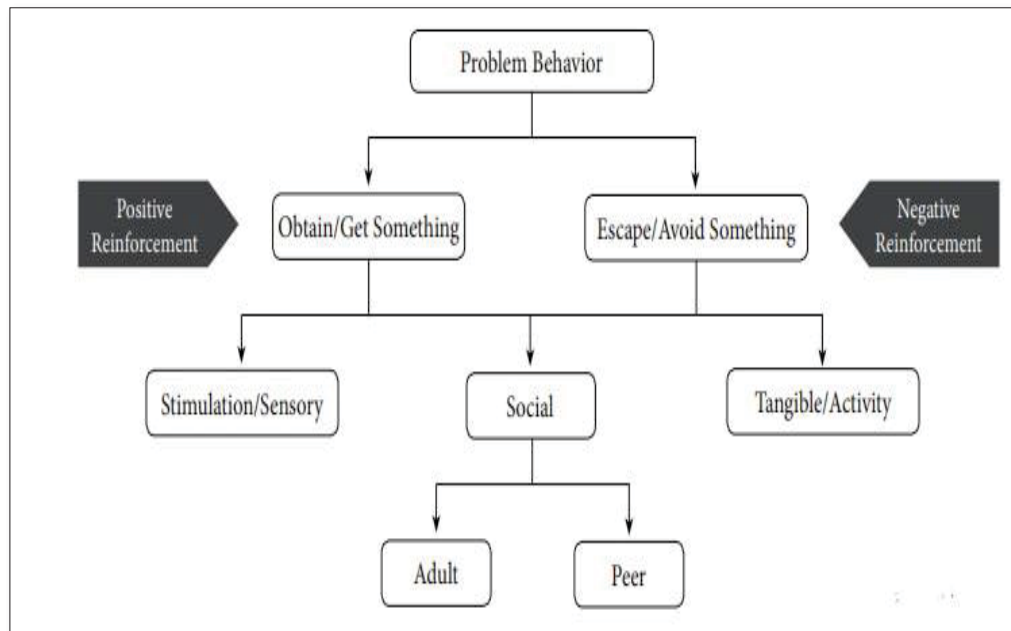 Problem Behavior
Positive
Reinforcement
Obtain/Get Something
Escape/Avoid Something
Negative
Reinforcement
Stimulation/Sensory
Social
Tangible/Activity
Adult
Peer